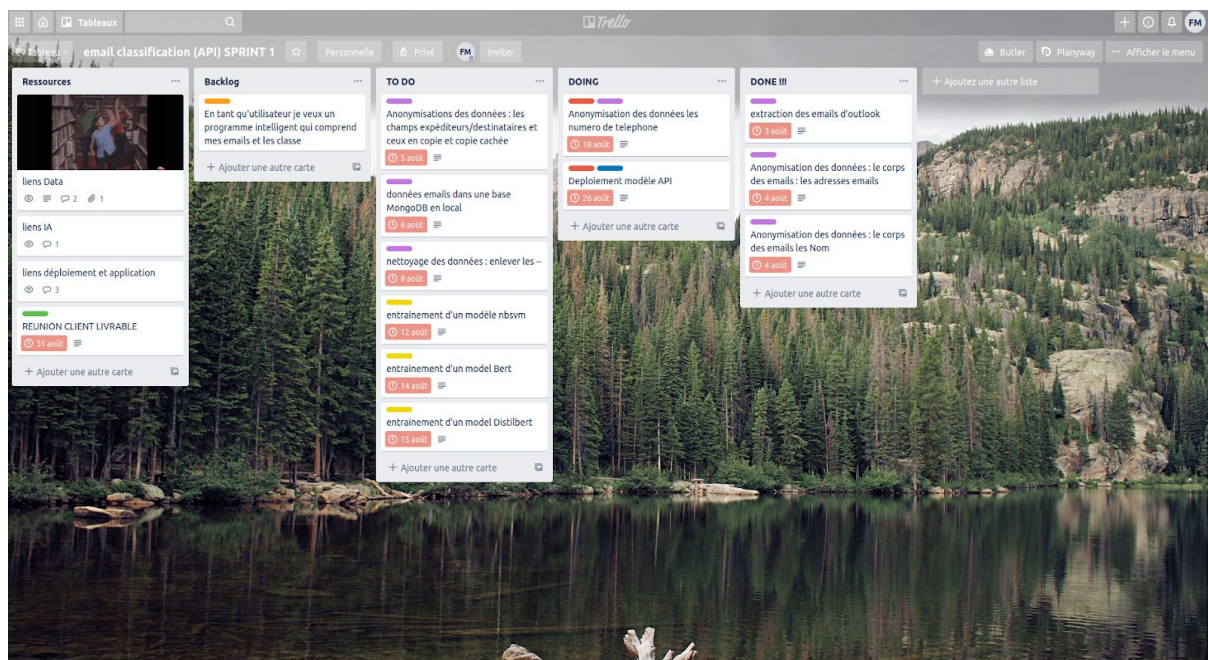 Tableaux
Trello
FM
Tableau
email classification (API) SPRINT 1
Personnelle
Privé
FM
Inviter
Butler
Planyway
··· Afficher le menu
Ressources
liens Data
2
1
liens IA
1
liens déploiement et application
3
REUNION CLIENT LIVRABLE
31 août
+ Ajouter une autre carte
Backlog
En tant qu'utilisateur je veux un
programme intelligent qui comprend
mes emails et les classe
+ Ajouter une autre carte
TO DO
Anonymisations des données : les
champs expéditeurs/destinataires et
ceux en copie et copie cachée
5 août
données emails dans une base
MongoDB en local
6 août
nettoyage des données : enlever les --
8 août
entrainement d'un modèle nbsvm
12 août
entrainement d'un model Bert
14 août
entrainement d'un model Distilbert
15 août
+ Ajouter une autre carte
DOING
Anonymisation des données les
numero de telephone
18 août
Deploiement modèle API
26 août
+ Ajouter une autre carte
DONE !!!
extraction des emails d'outlook
3 août
Anonymisation des données : le corps
des emails : les adresses emails
4 août
Anonymisation des données : le corps
des emails les Nom
4 août
+ Ajouter une autre carte
+ Ajoutez une autre liste